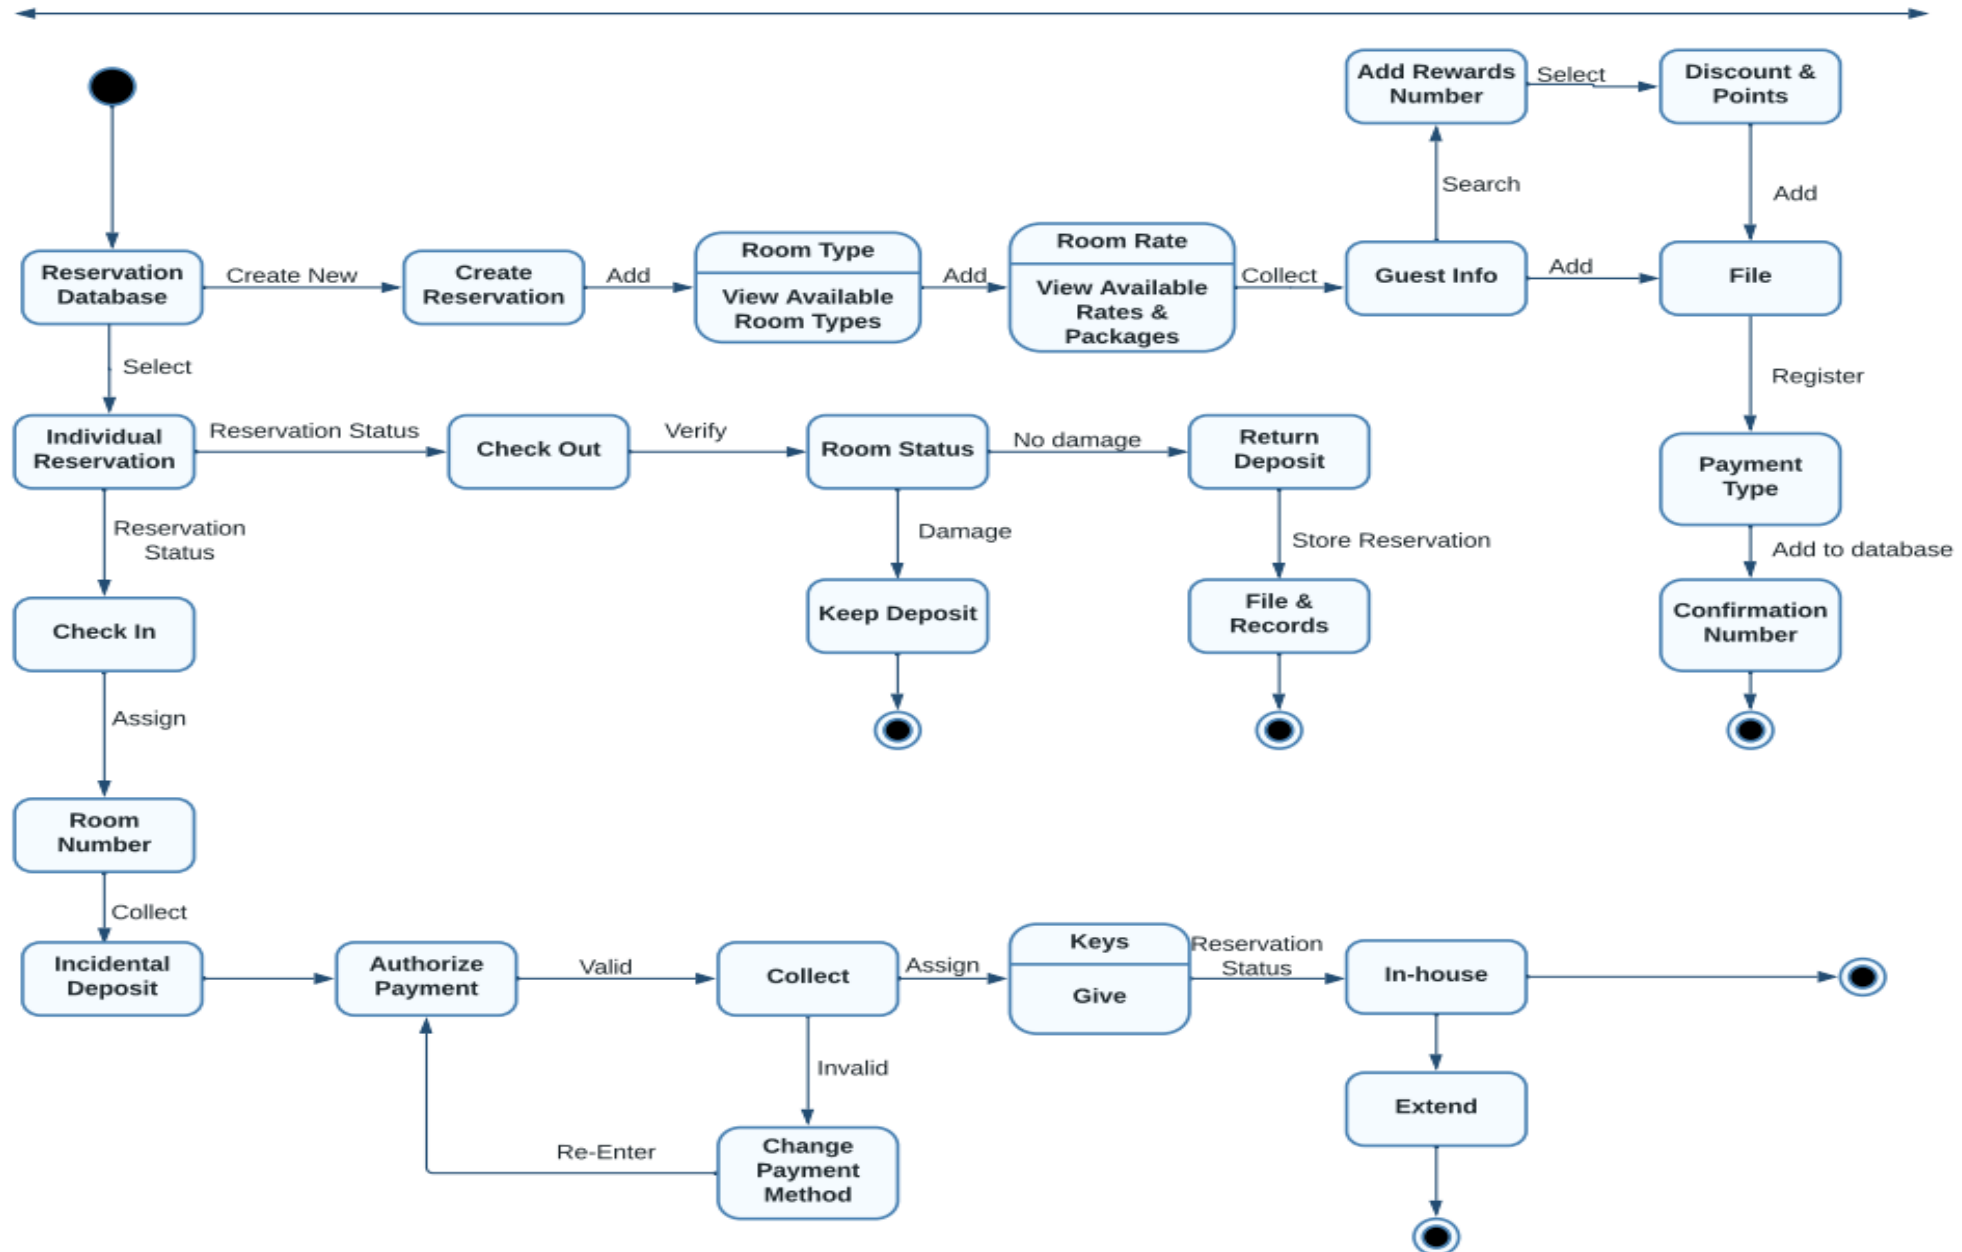 Add Rewards
Number
Select
Discount &
Points
Search
Add
Reservation
Database
Create New
Create
Reservation
Add
Room Type
View Available
Room Types
Add
Room Rate
View Available
Rates &
Packages
Collect
Guest Info
Add
File
Select
Register
Individual
Reservation
Reservation Status
Check Out
Verify
Room Status
No damage
Return
Deposit
Payment
Type
Reservation
Status
Damage
Store Reservation
Add to database
Check In
Keep Deposit
File &
Records
Confirmation
Number
Assign
Room
Number
Collect
Incidental
Deposit
Authorize
Payment
Valid
Collect
Assign
Keys
Give
Reservation
Status
In-house
Invalid
Extend
Re-Enter
Change
Payment
Method